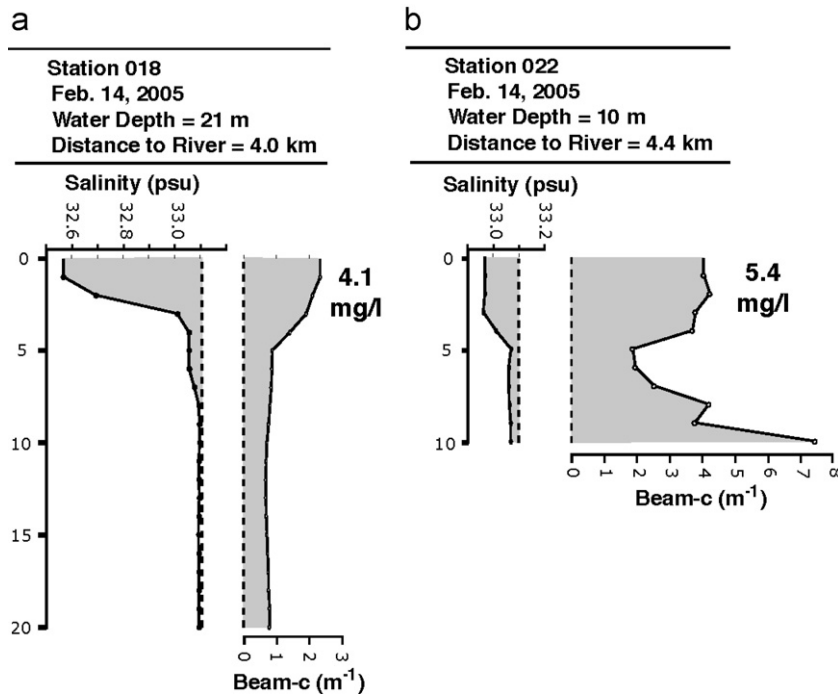 a
Station 018
Feb. 14, 2005
Water Depth = 21 m
Distance to River = 4.0 km
Salinity (psu)
32.6
32.8
33.0
0
5
10
15
20
4.1
mg/l
0 1 2 3
Beam-c (m⁻¹)
b
Station 022
Feb. 14, 2005
Water Depth = 10 m
Distance to River = 4.4 km
Salinity (psu)
33.0
33.2
0
5
10
5.4
mg/l
0 1 2 3 4 5 6 7 8
Beam-c (m⁻¹)